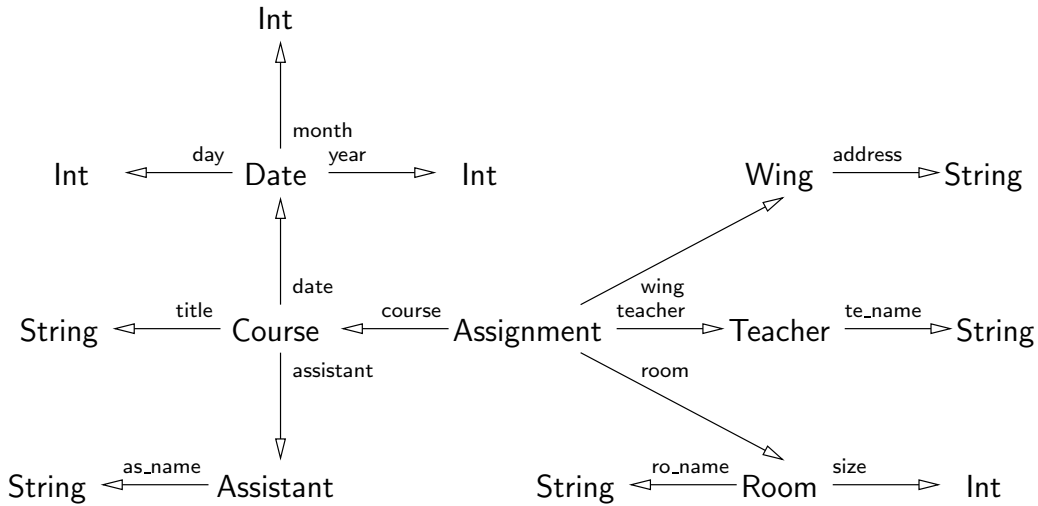 Int
month
day
year
Int
Date
Int
Wing
address
String
date
wing
title
course
teacher
te_name
String
Course
Assignment
Teacher
String
assistant
room
as_name
ro_name
size
String
Assistant
String
Room
Int